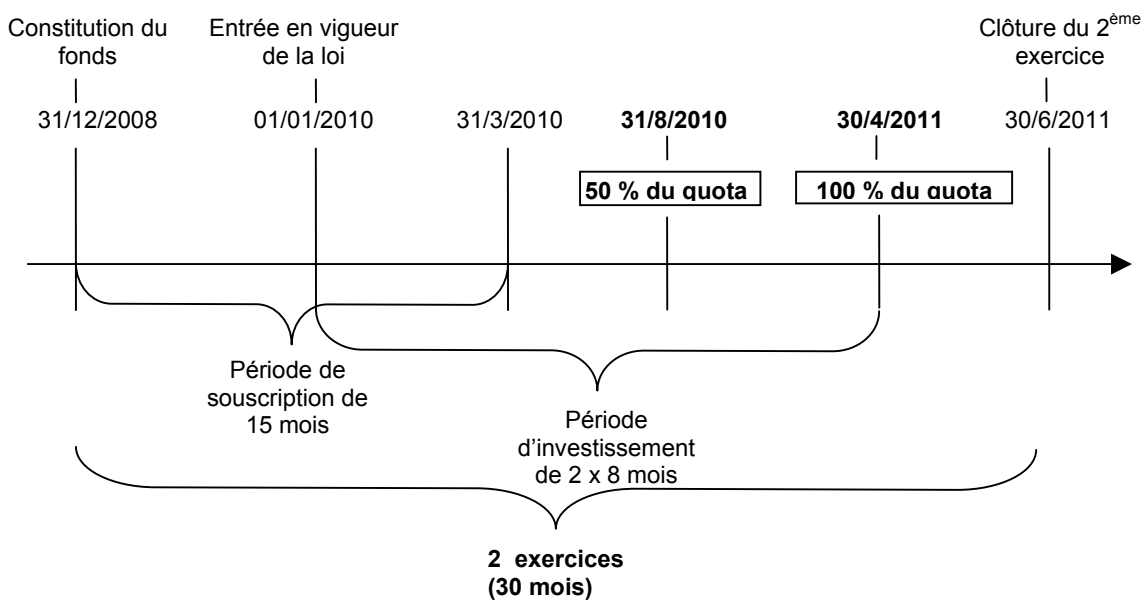 Constitution du
fonds
Entrée en vigueur
de la loi
Clôture du 2ème
exercice
31/12/2008
01/01/2010
31/3/2010
31/8/2010
30/4/2011
30/6/2011
50 % du quota
100 % du quota
Période de
souscription de
15 mois
Période
d'investissement
de 2 x 8 mois
2 exercices
(30 mois)